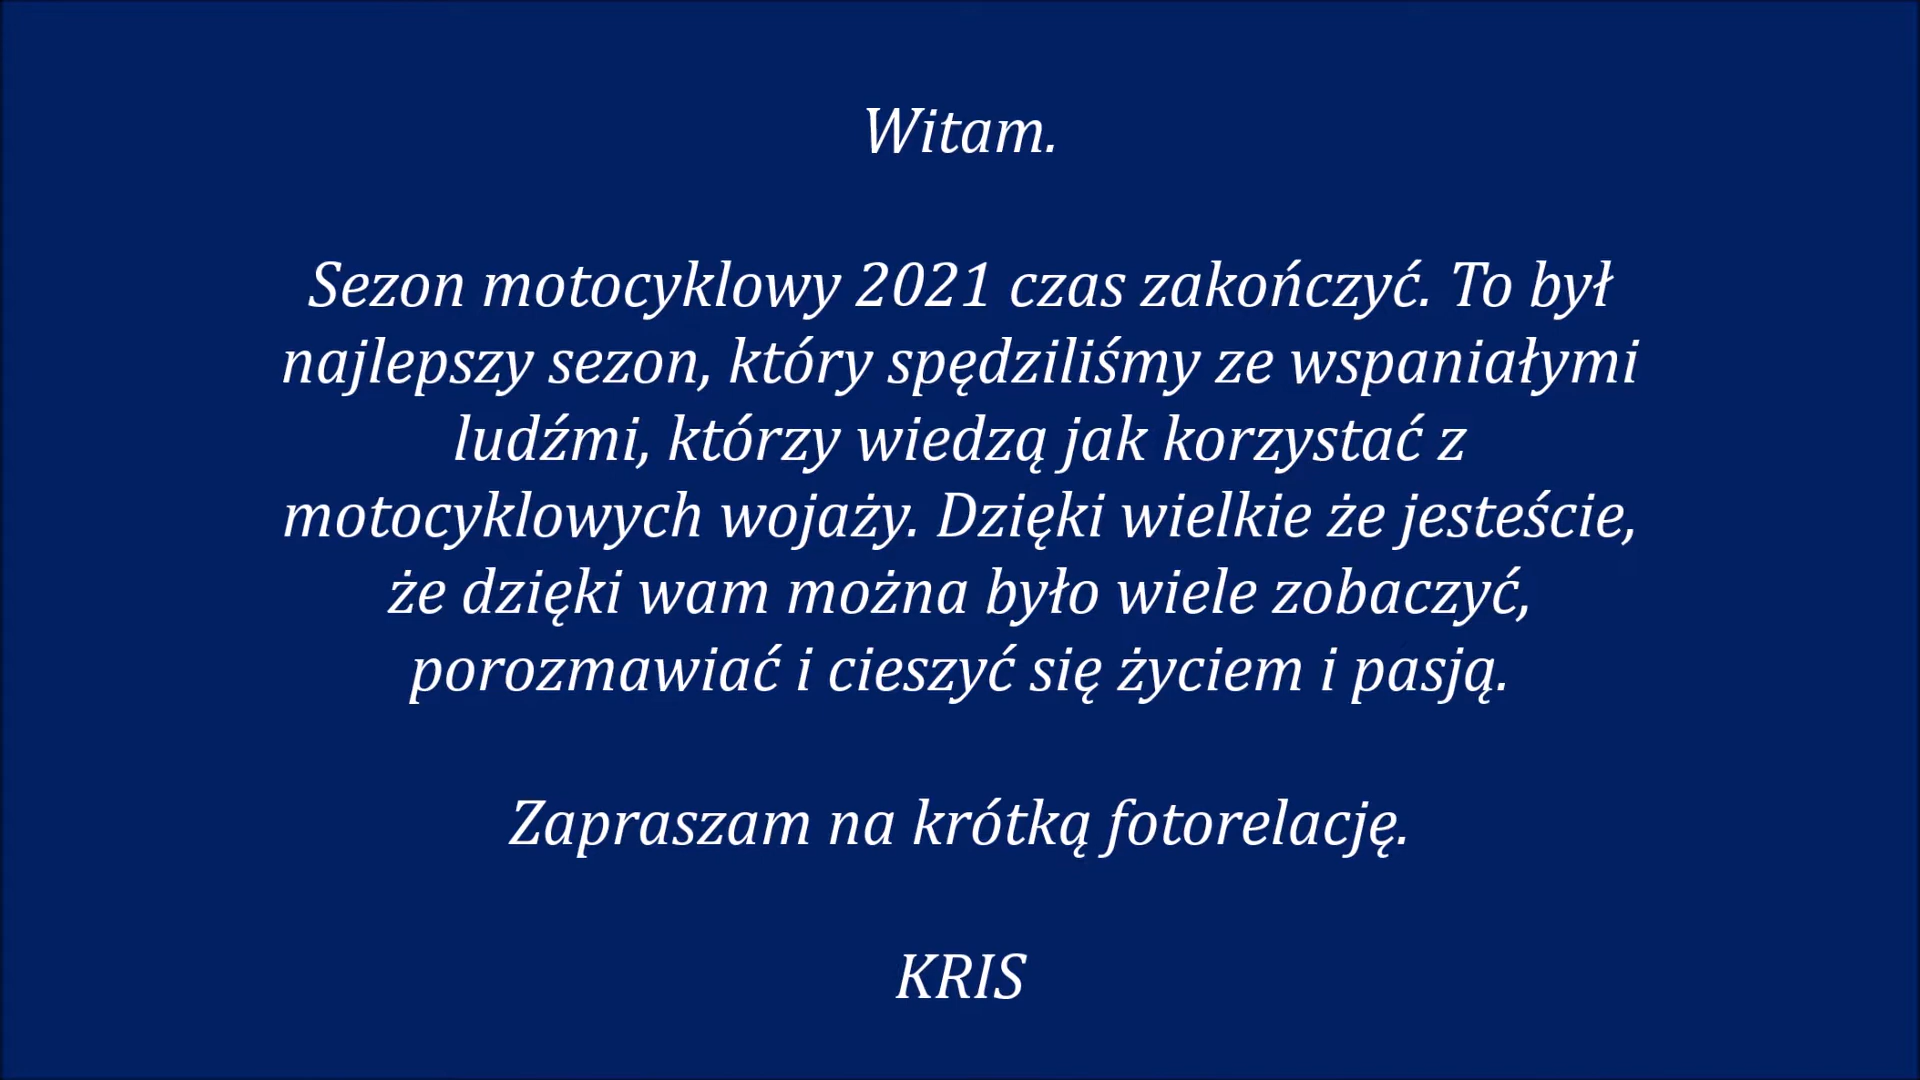 Witam.
Sezon motocyklowy 2021 czas zakończyć. To był
najlepszy sezon, który spędziliśmy ze wspaniałymi
ludźmi, którzy wiedzą jak korzystać z
motocyklowych wojaży. Dzięki wielkie że jesteście,
że dzięki wam można było wiele zobaczyć,
porozmawiać i cieszyć się życiem i pasją.
Zapraszam na krótką fotorelację.
KRIS